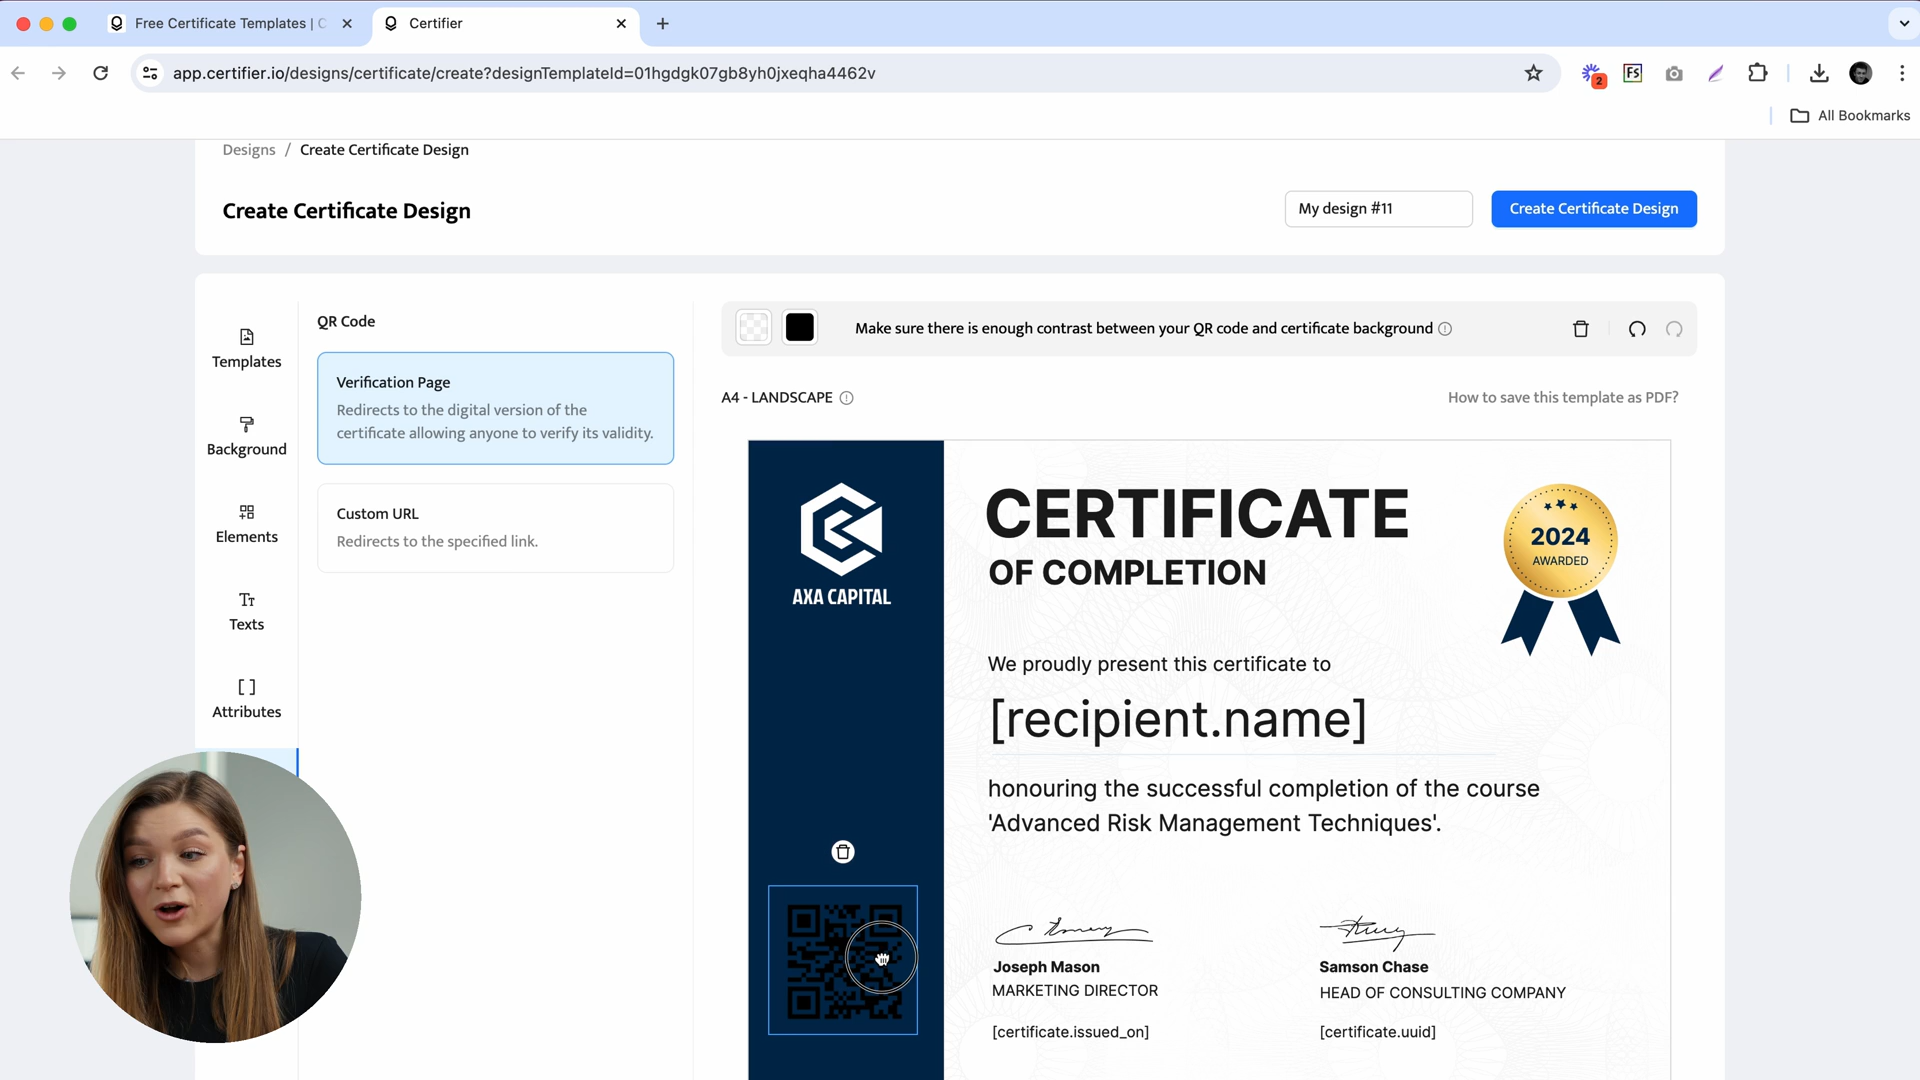 Free Certificate Templates | C
Certifier
app.certifier.io/designs/certificate/create?designTemplateId=01hgdgk07gb8yh0jxeqha4462v
2
FS
All Bookmarks
Designs / Create Certificate Design
Create Certificate Design
My design #11
Create Certificate Design
Templates
Background
Elements
Texts
Attributes
QR Code
Verification Page
Redirects to the digital version of the
certificate allowing anyone to verify its validity.
Custom URL
Redirects to the specified link.
Make sure there is enough contrast between your QR code and certificate background
A4 - LANDSCAPE
How to save this template as PDF?
AXA CAPITAL
CERTIFICATE
OF COMPLETION
2024
AWARDED
We proudly present this certificate to
[recipient.name]
honouring the successful completion of the course
'Advanced Risk Management Techniques'.
Joseph Mason
MARKETING DIRECTOR
[certificate.issued_on]
Samson Chase
HEAD OF CONSULTING COMPANY
[certificate.uuid]